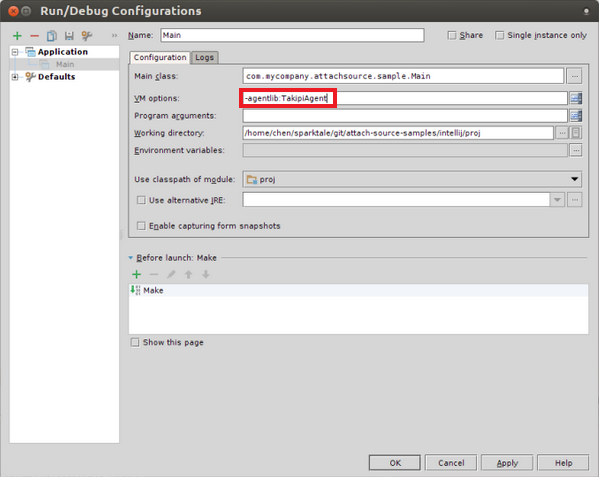 Run/Debug Configurations
Name: Main Share Single instance only
Application
Main
Defaults
Configuration Logs
Main class: com.mycompany.attachsource.sample.Main ...
VM options: -agentlib:TakipiAgent
Program arguments:
Working directory: /home/chen/sparktale/git/attach-source-samples/intellij/proj ...
Environment variables: ...
Use classpath of module: proj
Use alternative JRE: ...
Enable capturing form snapshots
Before launch: Make
Make
Show this page
OK Cancel Apply Help